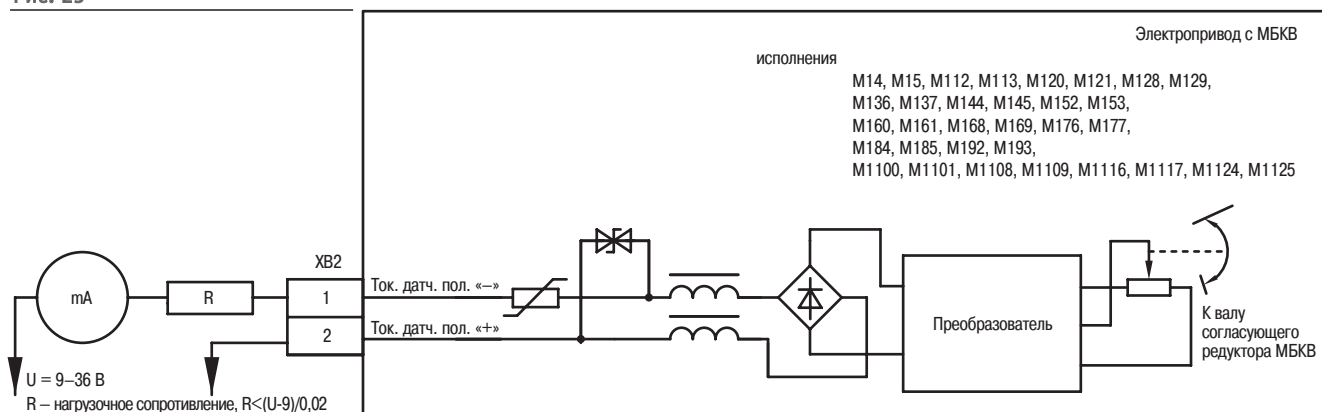 Рис. 25
Электропривод с МБКВ
исполнения
М14, М15, М112, М113, М120, М121, М128, М129,
М136, М137, М144, М145, М152, М153,
М160, М161, М168, М169, М176, М177,
М184, М185, М192, М193,
М1100, М1101, М1108, М1109, М1116, М1117, М1124, М1125
ХВ2
mA
R
1
Ток. датч. пол. «–»
2
Ток. датч. пол. «+»
Преобразователь
К валу
согласующего
редуктора МБКВ
U = 9–36 В
R – нагрузочное сопротивление, R<(U-9)/0,02